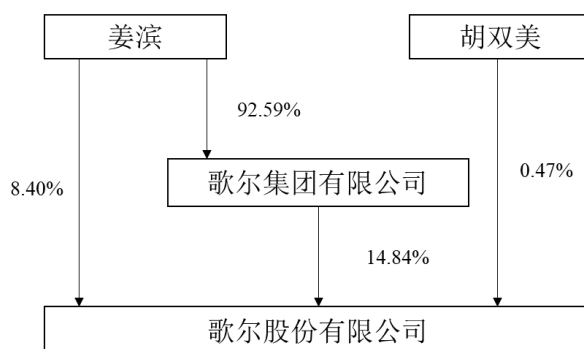 姜滨
胡双美
92.59%
8.40%
歌尔集团有限公司
0.47%
14.84%
歌尔股份有限公司